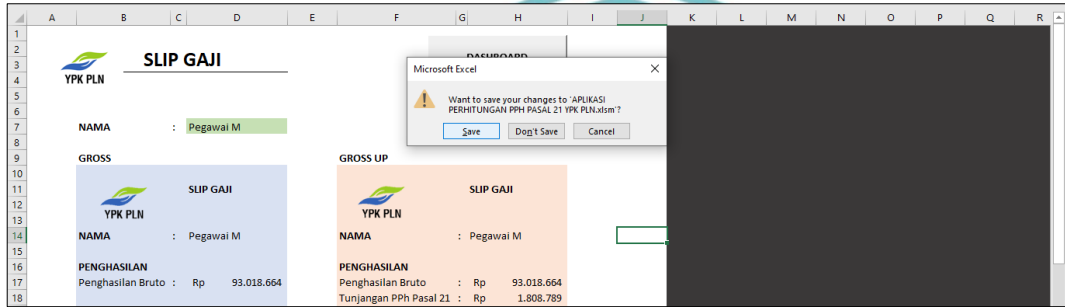 A B C D E F G H I J K L M N O P Q R
1
2 DASHBOARD
3 SLIP GAJI
4 YPK PLN
5
6
7 NAMA : Pegawai M
8
9 GROSS GROSS UP
10
11 SLIP GAJI SLIP GAJI
12
13 YPK PLN YPK PLN
14 NAMA : Pegawai M NAMA : Pegawai M
15
16 PENGHASILAN PENGHASILAN
17 Penghasilan Bruto : Rp 93.018.664 Penghasilan Bruto : Rp 93.018.664
18 Tunjangan PPh Pasal 21 : Rp 1.808.789
Microsoft Excel
Want to save your changes to 'APLIKASI
PERHITUNGAN PPH PASAL 21 YPK PLN.xlsm'?
Save Don't Save Cancel